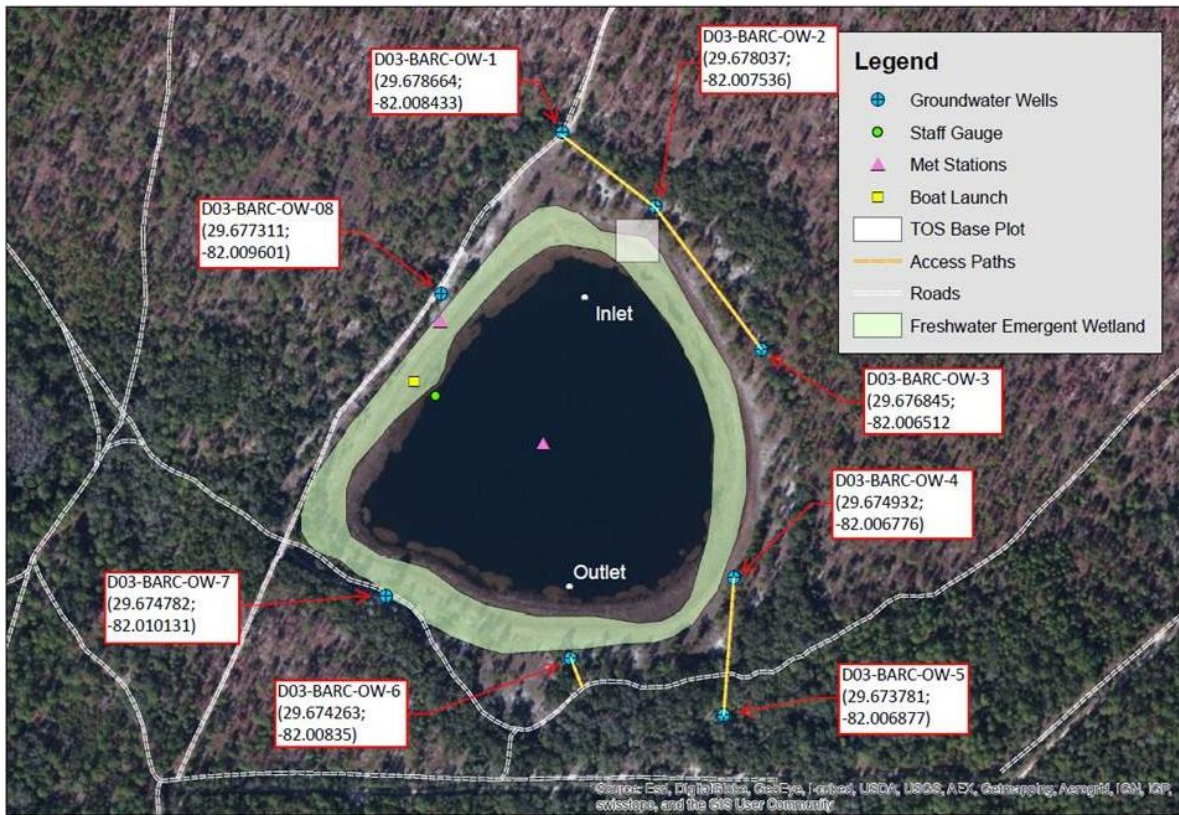 D03-BARC-OW-1
(29.678664;
-82.008433)
D03-BARC-OW-2
(29.678037;
-82.007536)
Legend
Groundwater Wells
Staff Gauge
Met Stations
Boat Launch
TOS Base Plot
Access Paths
Roads
Freshwater Emergent Wetland
D03-BARC-OW-08
(29.677311;
-82.009601)
Inlet
D03-BARC-OW-3
(29.676845;
-82.006512
D03-BARC-OW-4
(29.674932;
-82.006776)
Outlet
D03-BARC-OW-7
(29.674782;
-82.010131)
D03-BARC-OW-6
(29.674263;
-82.00835)
D03-BARC-OW-5
(29.673781;
-82.006877)
Source: Esri, DigitalGlobe, GeoEye, i-cubed, USDA, USGS, AEX, Getmapping, Aerogrid, IGN, IGP,
swisstopo, and the GIS User Community